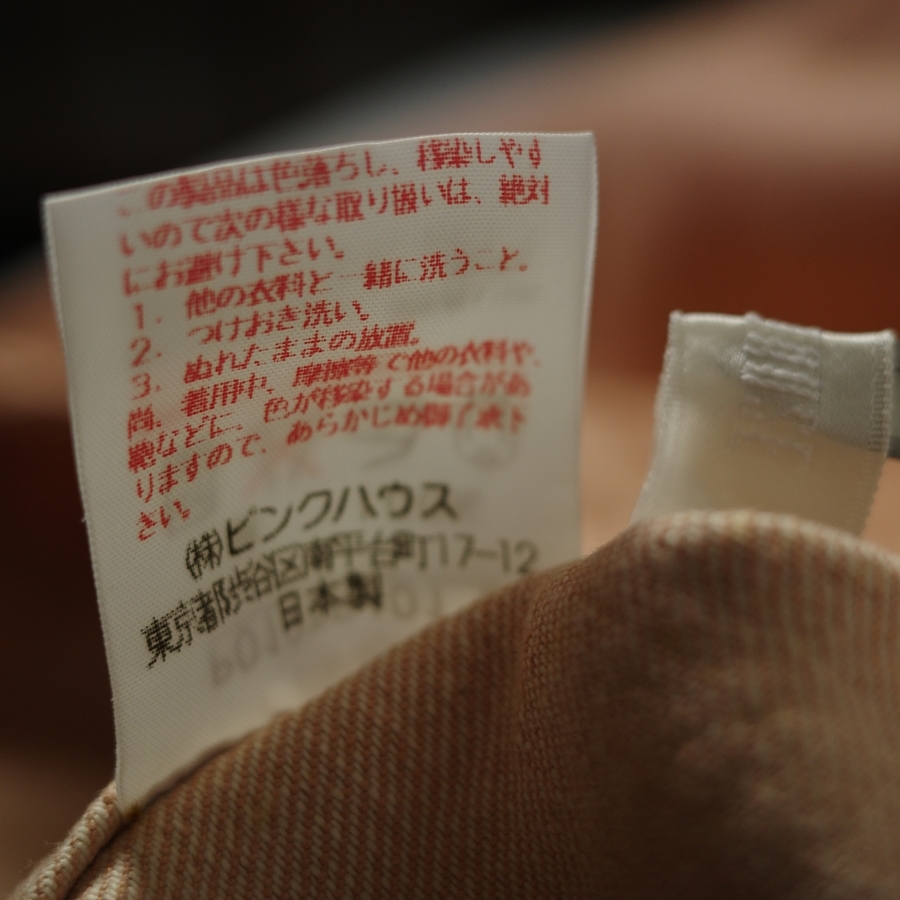 この製品は色落ちし、移染しやす
いので次の様な取り扱いは、絶対
にお避け下さい。
1. 他の衣料と一緒に洗うこと。
2. つけおき洗い。
3. ぬれたままの放置。
尚、着用中、摩擦等で他の衣料や、
鞄などに、色が移染する場合があ
りますので、あらかじめ御了承下
さい。
㈱ピンクハウス
東京都渋谷区南平台町17-12
日本製